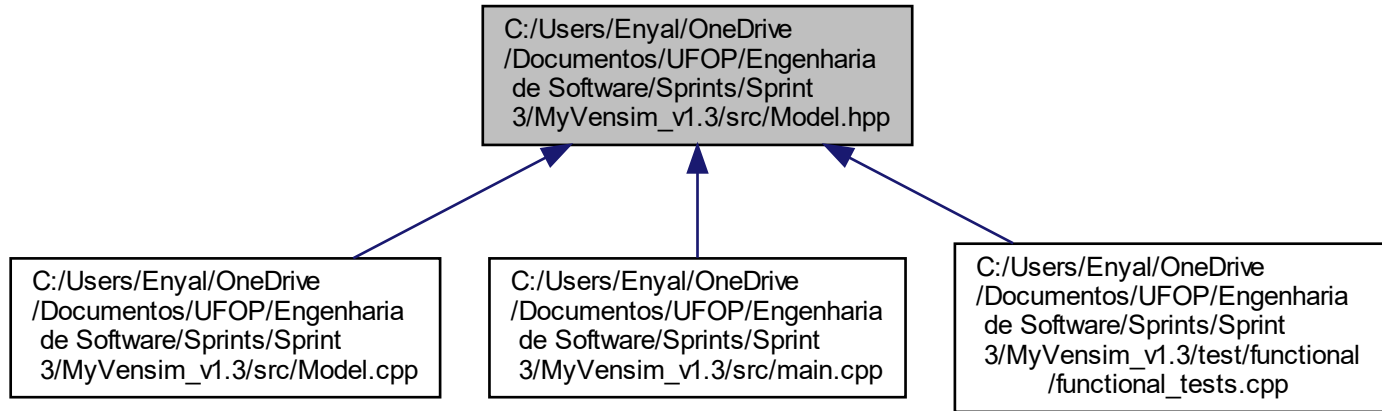 C:/Users/Enyal/OneDrive
/Documentos/UFOP/Engenharia
de Software/Sprints/Sprint
3/MyVensim_v1.3/src/Model.hpp
C:/Users/Enyal/OneDrive
/Documentos/UFOP/Engenharia
de Software/Sprints/Sprint
3/MyVensim_v1.3/src/Model.cpp
C:/Users/Enyal/OneDrive
/Documentos/UFOP/Engenharia
de Software/Sprints/Sprint
3/MyVensim_v1.3/src/main.cpp
C:/Users/Enyal/OneDrive
/Documentos/UFOP/Engenharia
de Software/Sprints/Sprint
3/MyVensim_v1.3/test/functional
/functional_tests.cpp